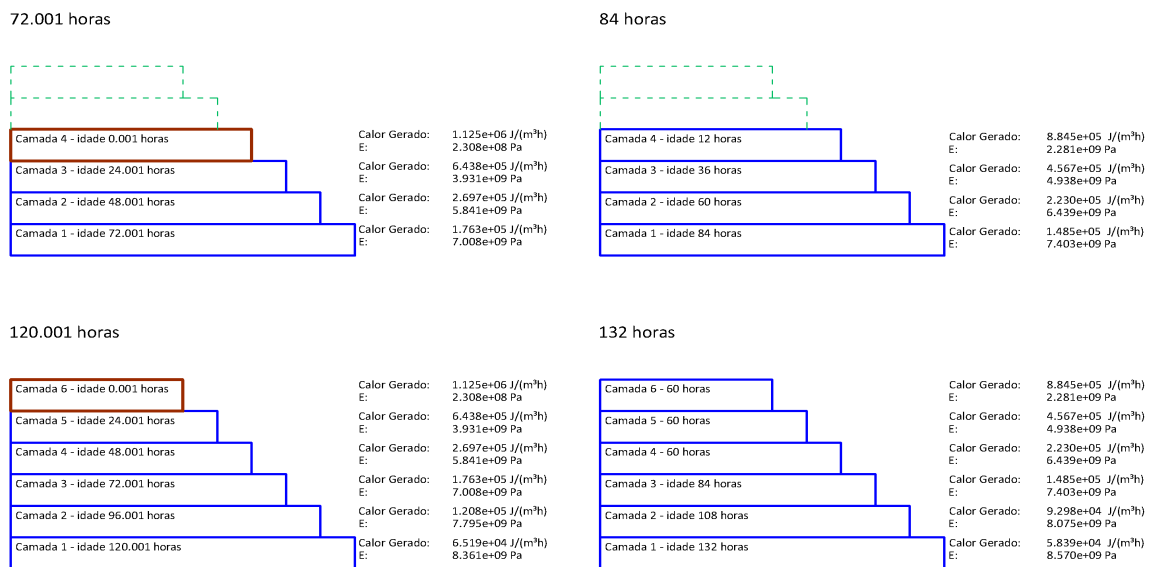 72.001 horas
Camada 4 - idade 0.001 horas
Calor Gerado: 1.125e+06 J/(m³h)
E: 2.308e+08 Pa
Camada 3 - idade 24.001 horas
Calor Gerado: 6.438e+05 J/(m³h)
E: 3.931e+09 Pa
Camada 2 - idade 48.001 horas
Calor Gerado: 2.697e+05 J/(m³h)
E: 5.841e+09 Pa
Camada 1 - idade 72.001 horas
Calor Gerado: 1.763e+05 J/(m³h)
E: 7.008e+09 Pa
84 horas
Camada 4 - idade 12 horas
Calor Gerado: 8.845e+05 J/(m³h)
E: 2.281e+09 Pa
Camada 3 - idade 36 horas
Calor Gerado: 4.567e+05 J/(m³h)
E: 4.938e+09 Pa
Camada 2 - idade 60 horas
Calor Gerado: 2.230e+05 J/(m³h)
E: 6.439e+09 Pa
Camada 1 - idade 84 horas
Calor Gerado: 1.485e+05 J/(m³h)
E: 7.403e+09 Pa
120.001 horas
Camada 6 - idade 0.001 horas
Calor Gerado: 1.125e+06 J/(m³h)
E: 2.308e+08 Pa
Camada 5 - idade 24.001 horas
Calor Gerado: 6.438e+05 J/(m³h)
E: 3.931e+09 Pa
Camada 4 - idade 48.001 horas
Calor Gerado: 2.697e+05 J/(m³h)
E: 5.841e+09 Pa
Camada 3 - idade 72.001 horas
Calor Gerado: 1.763e+05 J/(m³h)
E: 7.008e+09 Pa
Camada 2 - idade 96.001 horas
Calor Gerado: 1.208e+05 J/(m³h)
E: 7.795e+09 Pa
Camada 1 - idade 120.001 horas
Calor Gerado: 6.519e+04 J/(m³h)
E: 8.361e+09 Pa
132 horas
Camada 6 - 60 horas
Calor Gerado: 8.845e+05 J/(m³h)
E: 2.281e+09 Pa
Camada 5 - 60 horas
Calor Gerado: 4.567e+05 J/(m³h)
E: 4.938e+09 Pa
Camada 4 - 60 horas
Calor Gerado: 2.230e+05 J/(m³h)
E: 6.439e+09 Pa
Camada 3 - 84 horas
Calor Gerado: 1.485e+05 J/(m³h)
E: 7.403e+09 Pa
Camada 2 - idade 108 horas
Calor Gerado: 9.298e+04 J/(m³h)
E: 8.075e+09 Pa
Camada 1 - idade 132 horas
Calor Gerado: 5.839e+04 J/(m³h)
E: 8.570e+09 Pa